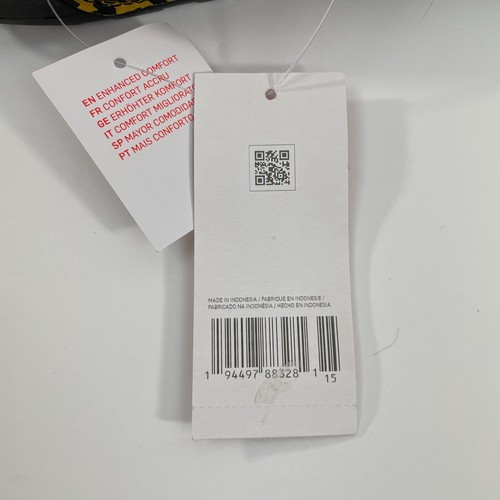 EN ENHANCED COMFORT
FR CONFORT ACCRU
GE ERHÖHTER KOMFORT
IT COMFORT MIGLIORATO
SP MAYOR COMODIDAD
PT MAIS CONFORTO
MADE IN INDONESIA / FABRIQUÉ EN INDONÉSIE /
FABRICADO NA INDONÉSIA / HECHO EN INDONESIA
1 94497 88328 1 15